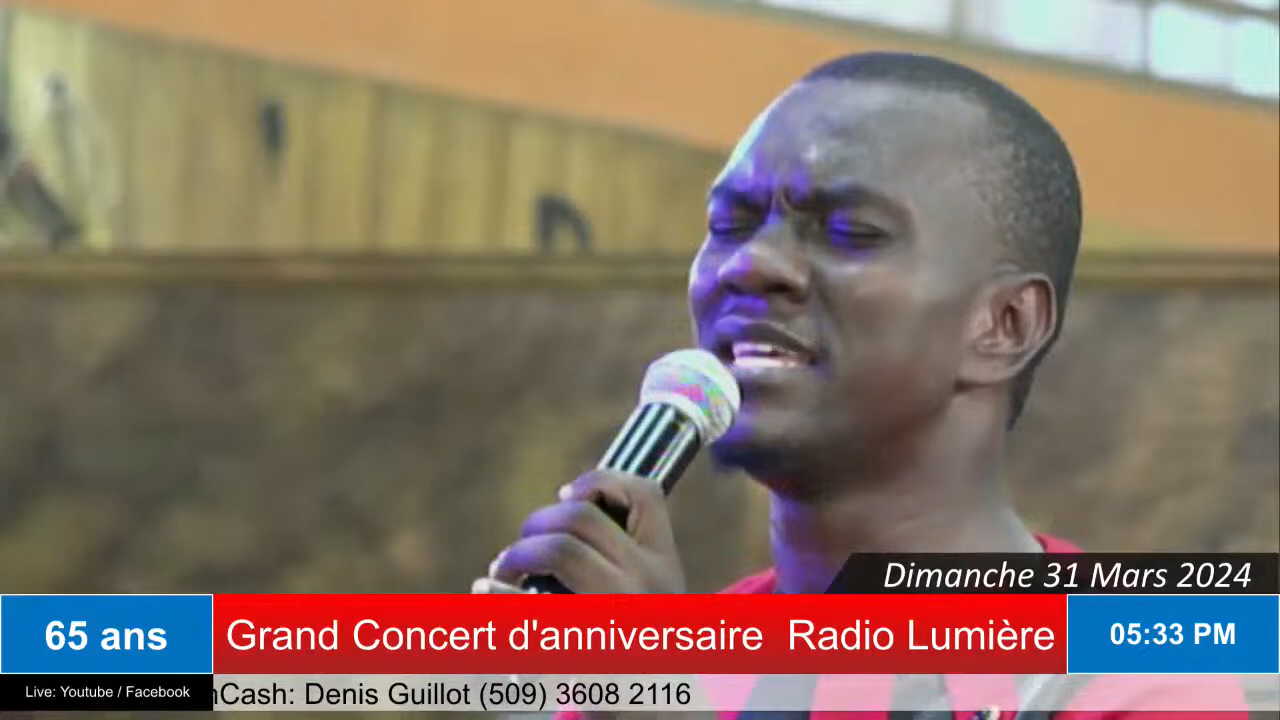 Dimanche 31 Mars 2024
65 ans
Grand Concert d'anniversaire Radio Lumière
05:33 PM
Live: Youtube / Facebook
nCash: Denis Guillot (509) 3608 2116